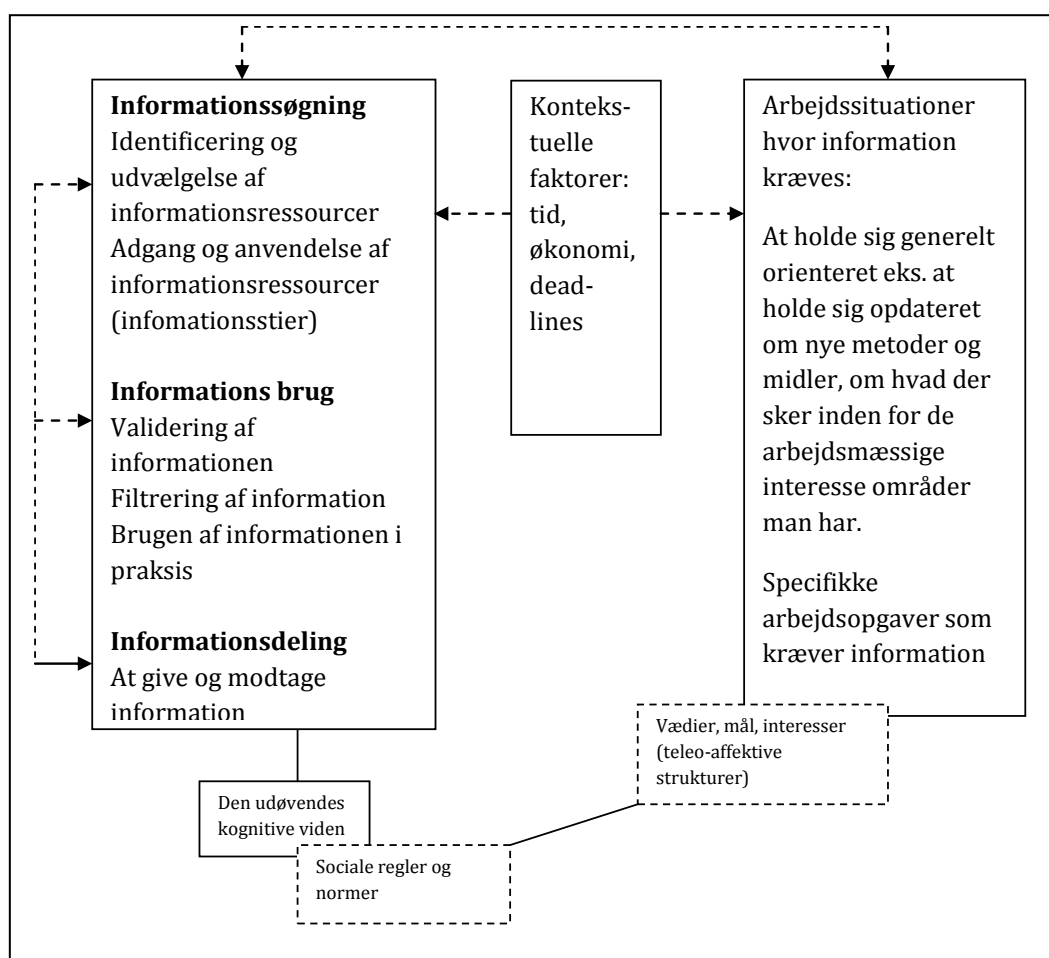 Informationssøgning
Identificering og
udvælgelse af
informationsressourcer
Adgang og anvendelse af
informationsressourcer
(infomationsstier)
Informations brug
Validering af
informationen
Filtrering af information
Brugen af informationen i
praksis
Informationsdeling
At give og modtage
information
Konteks-
tuelle
faktorer:
tid,
økonomi,
dead-
lines
Arbejdssituationer
hvor information
kræves:
At holde sig generelt
orienteret eks. at
holde sig opdateret
om nye metoder og
midler, om hvad der
sker inden for de
arbejdsmæssige
interesse områder
man har.
Specifikke
arbejdsopgaver som
kræver information
Vædier, mål, interesser
(teleo-affektive
strukturer)
Den udøvendes
kognitive viden
Sociale regler og
normer